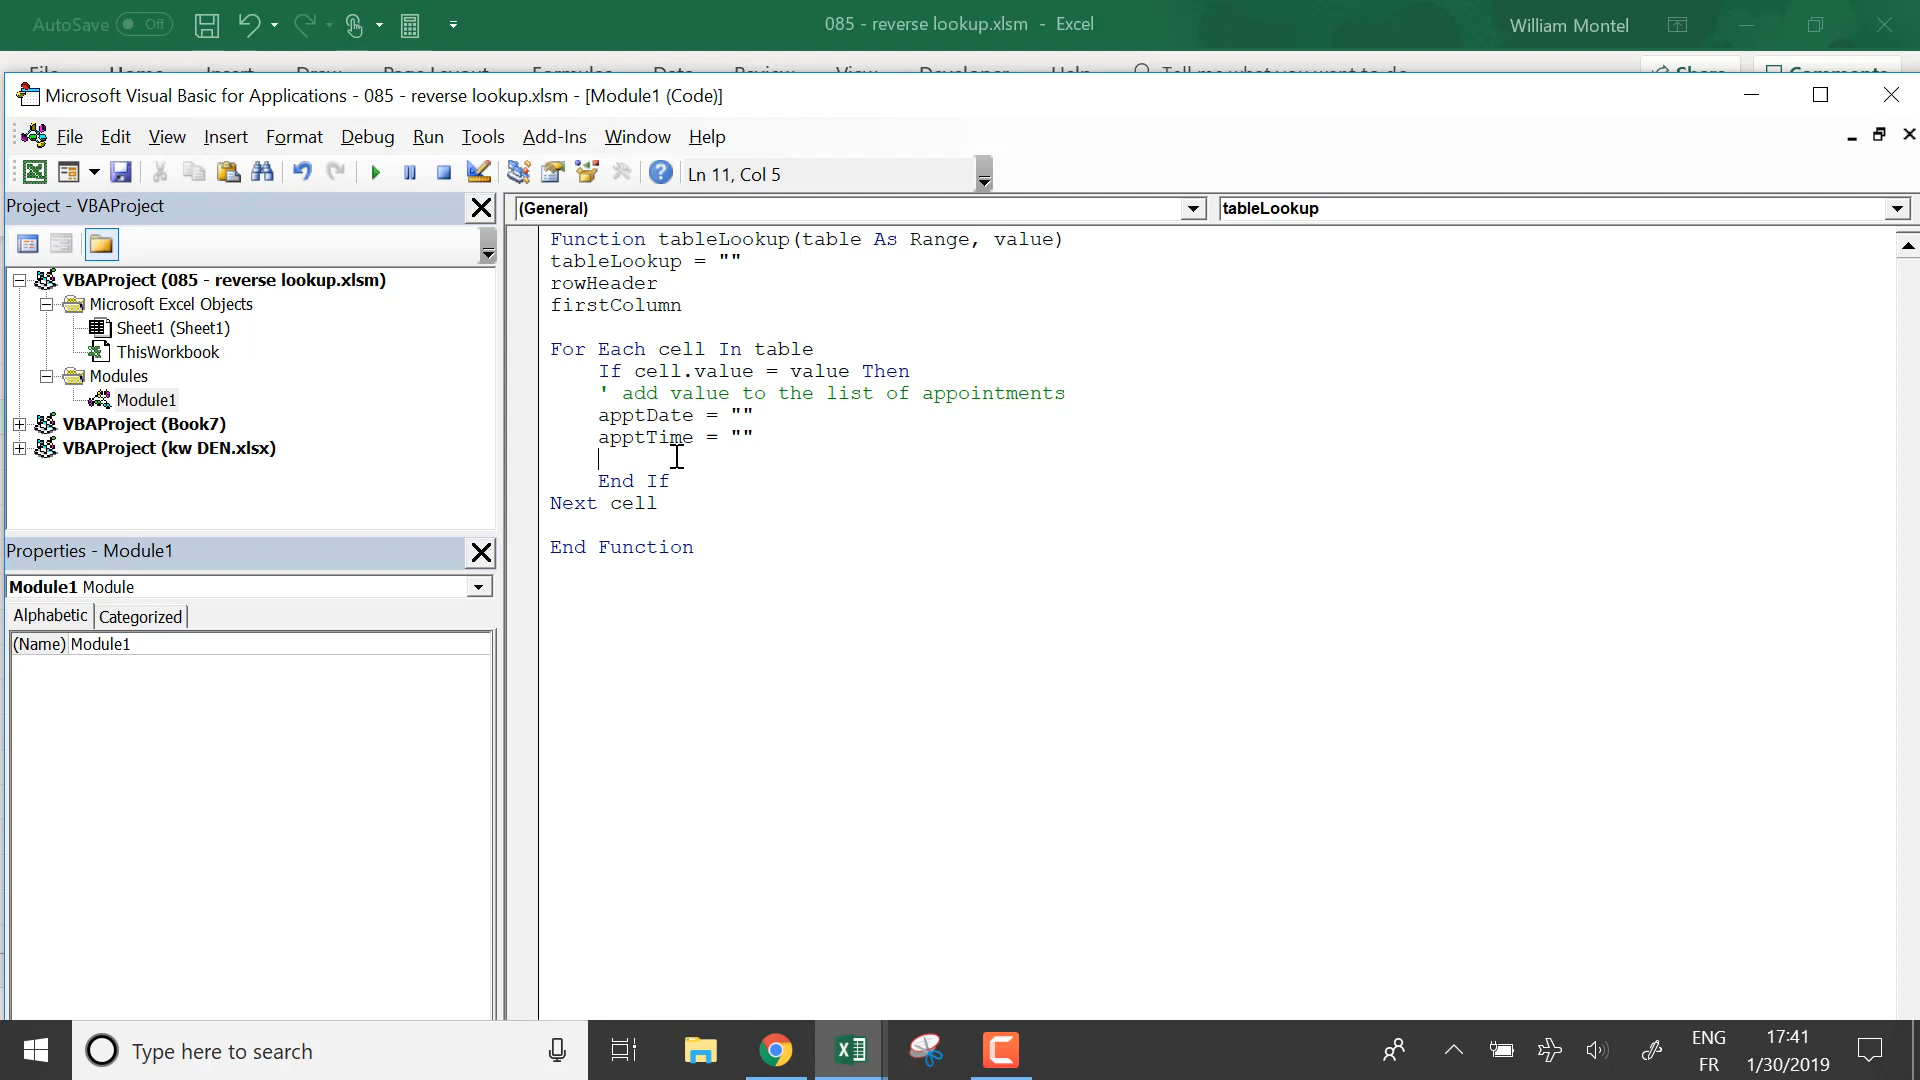 AutoSave Off
085 - reverse lookup.xlsm - Excel
William Montel
Microsoft Visual Basic for Applications - 085 - reverse lookup.xlsm - [Module1 (Code)]
File Edit View Insert Format Debug Run Tools Add-Ins Window Help
Ln 11, Col 5
Project - VBAProject
VBAProject (085 - reverse lookup.xlsm)
Microsoft Excel Objects
Sheet1 (Sheet1)
ThisWorkbook
Modules
Module1
VBAProject (Book7)
VBAProject (kw DEN.xlsx)
Properties - Module1
Module1 Module
Alphabetic Categorized
(Name) Module1
(General)
tableLookup
Function tableLookup(table As Range, value)
tableLookup = ""
rowHeader
firstColumn
For Each cell In table
If cell.value = value Then
' add value to the list of appointments
apptDate = ""
apptTime = ""
End If
Next cell
End Function
Type here to search
ENG
FR
17:41
1/30/2019